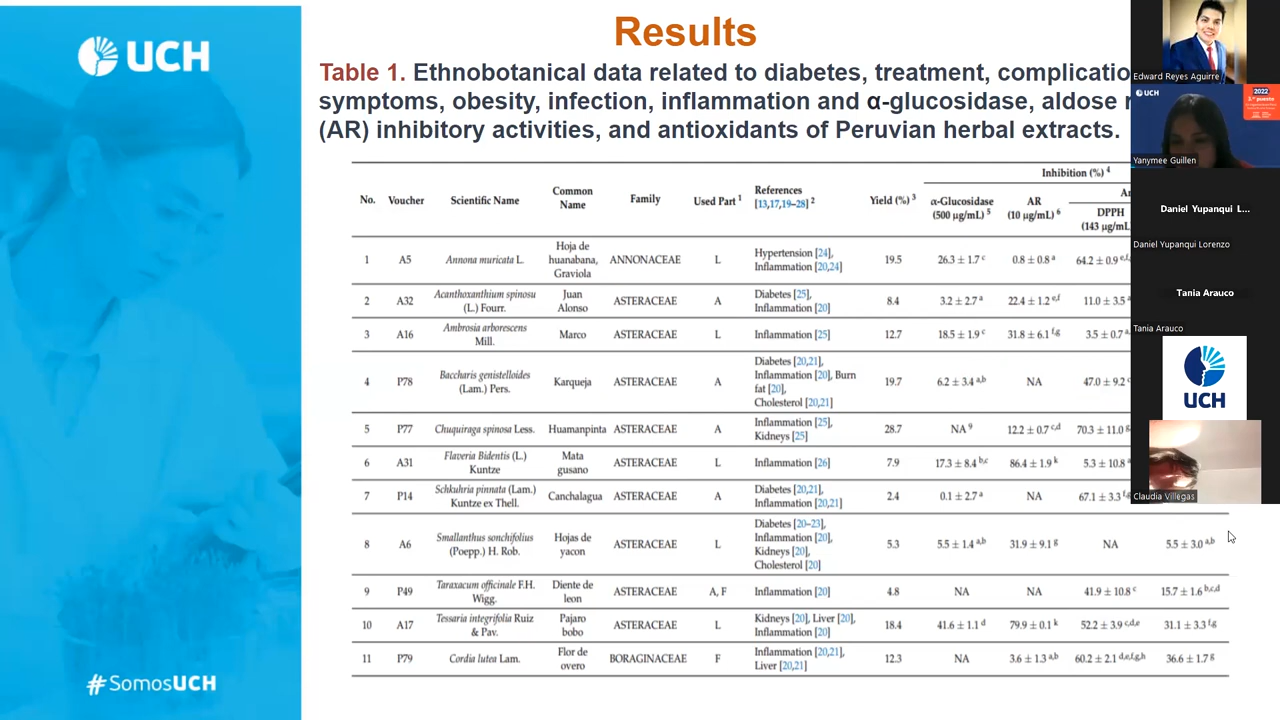 UCH
Results
Table 1. Ethnobotanical data related to diabetes, treatment, complicatio
symptoms, obesity, infection, inflammation and α-glucosidase, aldose
(AR) inhibitory activities, and antioxidants of Peruvian herbal extracts.
Inhibition (%) 4
No. Voucher Scientific Name Common Name Family Used Part 1 References [13,17,19–28] 2 Yield (%) 3 α-Glucosidase (500 µg/mL) 5 AR (10 µg/mL) 6 DPPH (143 µg/mL)
1 A5 Annona muricata L. Hoja de huanabana, Graviola ANNONACEAE L Hypertension [24], Inflammation [20,24] 19.5 26.3 ± 1.7 c 0.8 ± 0.8 a 64.2 ± 0.9
2 A32 Acanthoxanthium spinosu (L.) Fourr. Juan Alonso ASTERACEAE A Diabetes [25], Inflammation [20] 8.4 3.2 ± 2.7 a 22.4 ± 1.2 e,f 11.0 ± 3.5
3 A16 Ambrosia arborescens Mill. Marco ASTERACEAE L Inflammation [25] 12.7 18.5 ± 1.9 c 31.8 ± 6.1 f,g 3.5 ± 0.7
4 P78 Baccharis genistelloides (Lam.) Pers. Karqueja ASTERACEAE A Diabetes [20,21], Inflammation [20], Burn fat [20], Cholesterol [20,21] 19.7 6.2 ± 3.4 a,b NA 47.0 ± 9.2
5 P77 Chuquiraga spinosa Less. Huamanpinta ASTERACEAE A Inflammation [25], Kidneys [25] 28.7 NA 9 12.2 ± 0.7 c,d 70.3 ± 11.0
6 A31 Flaveria Bidentis (L.) Kuntze Mata gusano ASTERACEAE L Inflammation [26] 7.9 17.3 ± 8.4 b,c 86.4 ± 1.9 k 5.3 ± 10.8
7 P14 Schkuhria pinnata (Lam.) Kuntze ex Thell. Canchalagua ASTERACEAE A Diabetes [20,21], Inflammation [20,21] 2.4 0.1 ± 2.7 a NA 67.1 ± 3.3
8 A6 Smallanthus sonchifolius (Poepp.) H. Rob. Hojas de yacon ASTERACEAE L Diabetes [20–23], Inflammation [20], Kidneys [20], Cholesterol [20] 5.3 5.5 ± 1.4 a,b 31.9 ± 9.1 g NA 5.5 ± 3.0 a,b
9 P49 Taraxacum officinale F.H. Wigg. Diente de leon ASTERACEAE A, F Inflammation [20] 4.8 NA NA 41.9 ± 10.8 c 15.7 ± 1.6 b,c,d
10 A17 Tessaria integrifolia Ruiz & Pav. Pajaro bobo ASTERACEAE L Kidneys [20], Liver [20], Inflammation [20] 18.4 41.6 ± 1.1 d 79.9 ± 0.1 k 52.2 ± 3.9 c,d,e 31.1 ± 3.3 f,g
11 P79 Cordia lutea Lam. Flor de overo BORAGINACEAE F Inflammation [20,21], Liver [20,21] 12.3 NA 3.6 ± 1.3 a,b 60.2 ± 2.1 d,e,f,g,h 36.6 ± 1.7 g
#SomosUCH
Edward Reyes Aguirre
UCH
2022
Yanymee Guillen
Daniel Yupanqui L...
Daniel Yupanqui Lorenzo
Tania Arauco
Tania Arauco
UCH
Claudia Villegas